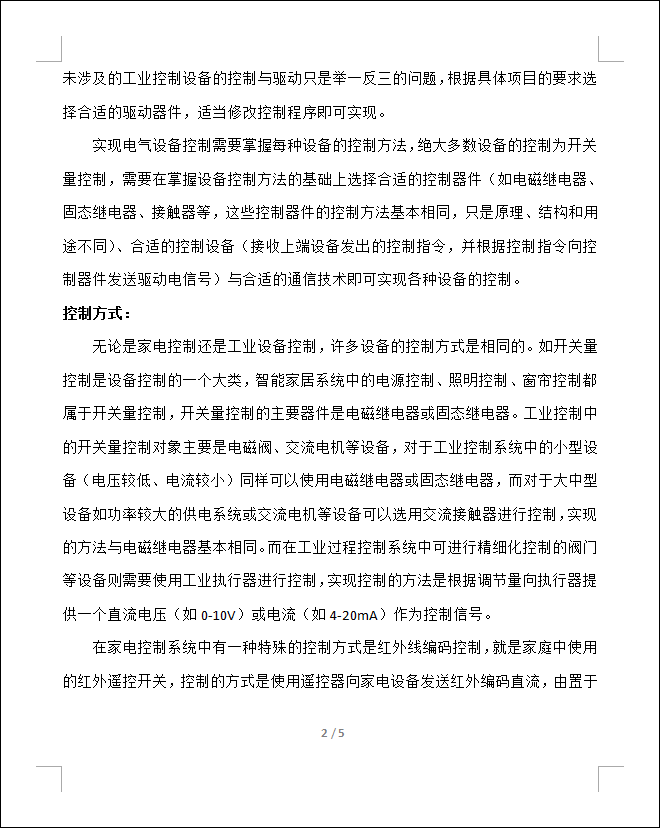 未涉及的工业控制设备的控制与驱动只是举一反三的问题，根据具体项目的要求选
择合适的驱动器件，适当修改控制程序即可实现。
实现电气设备控制需要掌握每种设备的控制方法，绝大多数设备的控制为开关
量控制，需要在掌握设备控制方法的基础上选择合适的控制器件（如电磁继电器、
固态继电器、接触器等，这些控制器件的控制方法基本相同，只是原理、结构和用
途不同）、合适的控制设备（接收上端设备发出的控制指令，并根据控制指令向控
制器件发送驱动电信号）与合适的通信技术即可实现各种设备的控制。
控制方式：
无论是家电控制还是工业设备控制，许多设备的控制方式是相同的。如开关量
控制是设备控制的一个大类，智能家居系统中的电源控制、照明控制、窗帘控制都
属于开关量控制，开关量控制的主要器件是电磁继电器或固态继电器。工业控制中
的开关量控制对象主要是电磁阀、交流电机等设备，对于工业控制系统中的小型设
备（电压较低、电流较小）同样可以使用电磁继电器或固态继电器，而对于大中型
设备如功率较大的供电系统或交流电机等设备可以选用交流接触器进行控制，实现
的方法与电磁继电器基本相同。而在工业过程控制系统中可进行精细化控制的阀门
等设备则需要使用工业执行器进行控制，实现控制的方法是根据调节量向执行器提
供一个直流电压（如 0-10V）或电流（如 4-20mA）作为控制信号。
在家电控制系统中有一种特殊的控制方式是红外线编码控制，就是家庭中使用
的红外遥控开关，控制的方式是使用遥控器向家电设备发送红外编码直流，由置于
2 / 5